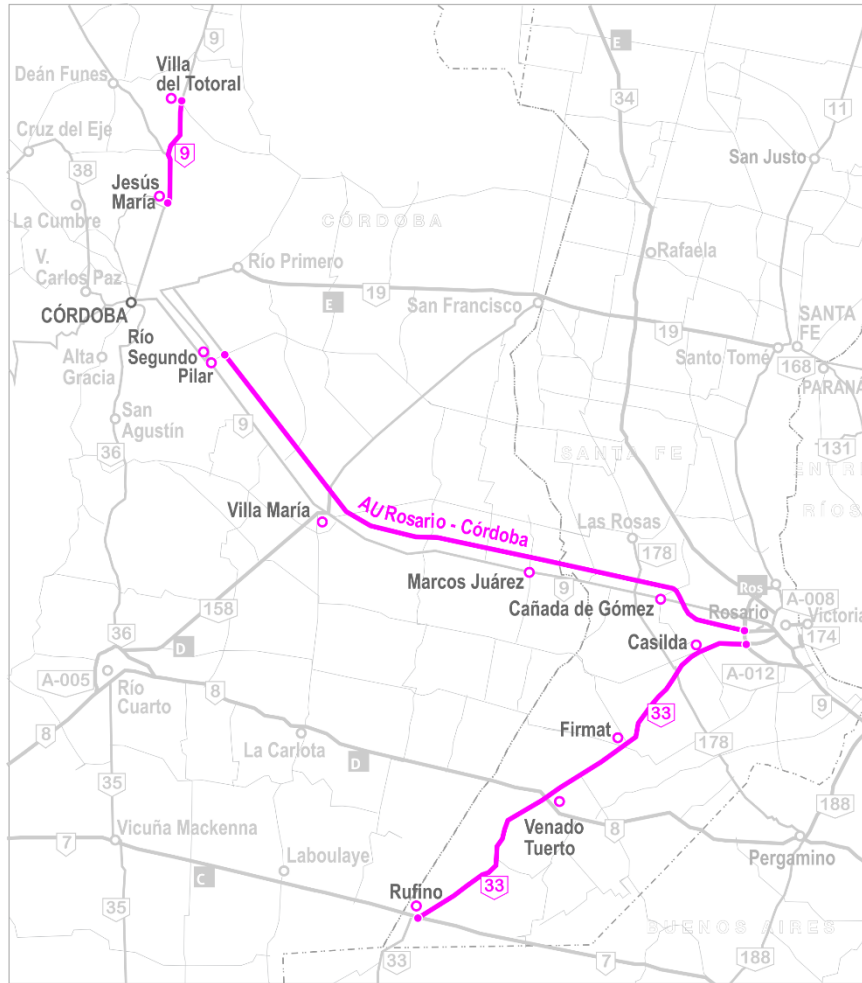 9
E
Villa
del Totoral
Deán Funes
34
11
Cruz del Eje
9
San Justo
38
Jesús
María
La Cumbre
CÓRDOBA
V.
Carlos Paz
Río Primero
Rafaela
E
19
San Francisco
CÓRDOBA
19
SANTA
FE
Santo Tomé
168
PARANÁ
Río
Segundo
Pilar
Alta
Gracia
San
Agustín
9
36
131
SANTA FE
ENTRE
RÍOS
Villa María
AU Rosario - Córdoba
Las Rosas
178
Marcos Juárez
9
Cañada de Gómez
Ros
A-008
Rosario
Victoria
174
158
Casilda
A-012
36
D
A-005
Río
Cuarto
8
33
9
8
La Carlota
Firmat
178
D
35
188
Venado
Tuerto
8
7
Vicuña Mackenna
Pergamino
Laboulaye
C
Rufino
33
35
BUENOS AIRES
33
7
188